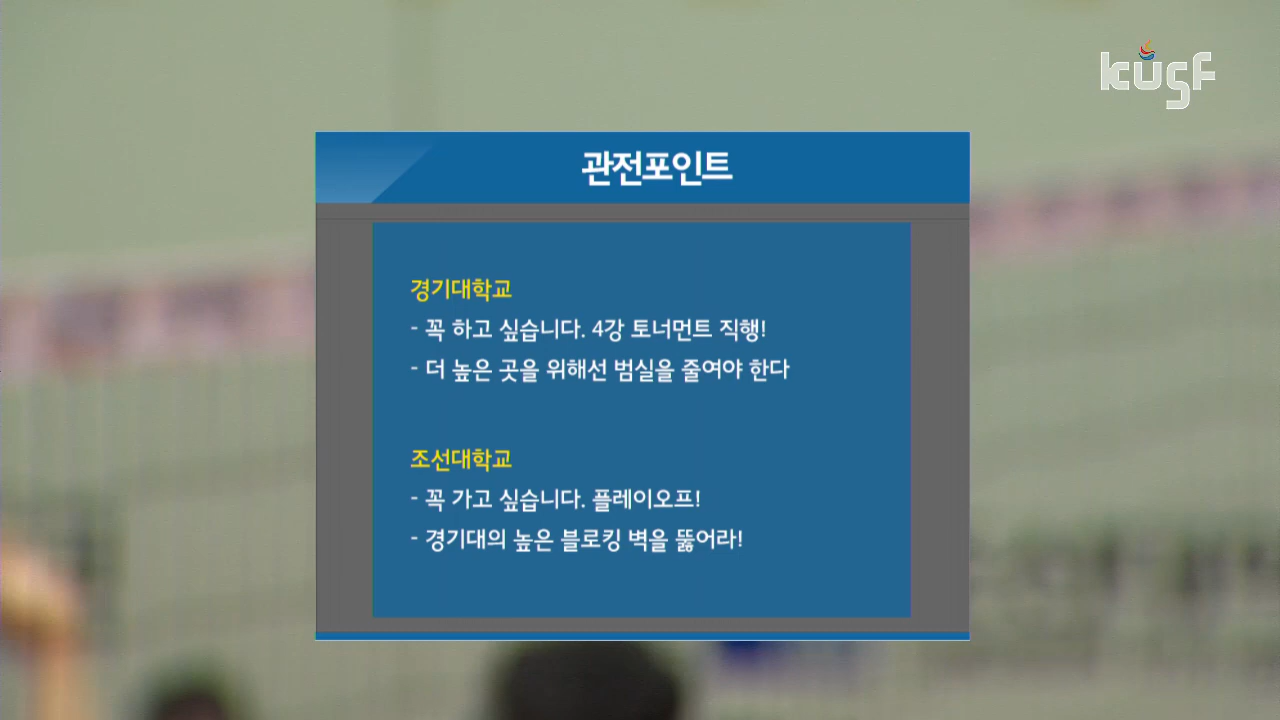 kusf
관전포인트
경기대학교
- 꼭 하고 싶습니다. 4강 토너먼트 직행!
- 더 높은 곳을 위해선 범실을 줄여야 한다
조선대학교
- 꼭 가고 싶습니다. 플레이오프!
- 경기대의 높은 블로킹 벽을 뚫어라!